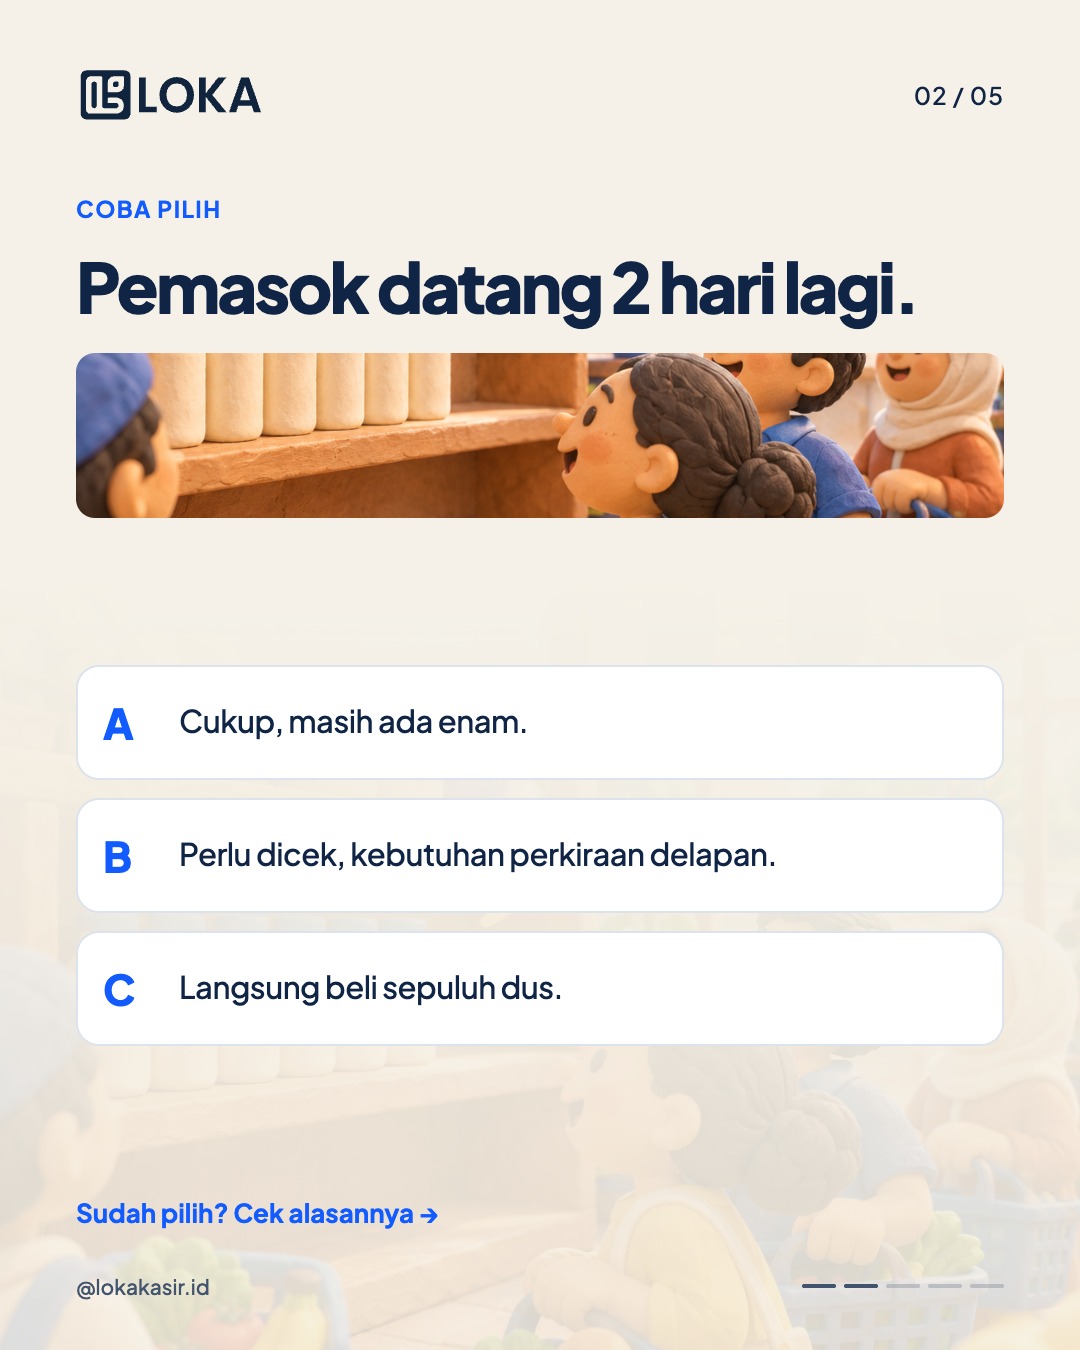 LOKA
02 / 05
COBA PILIH
Pemasok datang 2 hari lagi.
A Cukup, masih ada enam.
B Perlu dicek, kebutuhan perkiraan delapan.
C Langsung beli sepuluh dus.
Sudah pilih? Cek alasannya →
@lokakasir.id